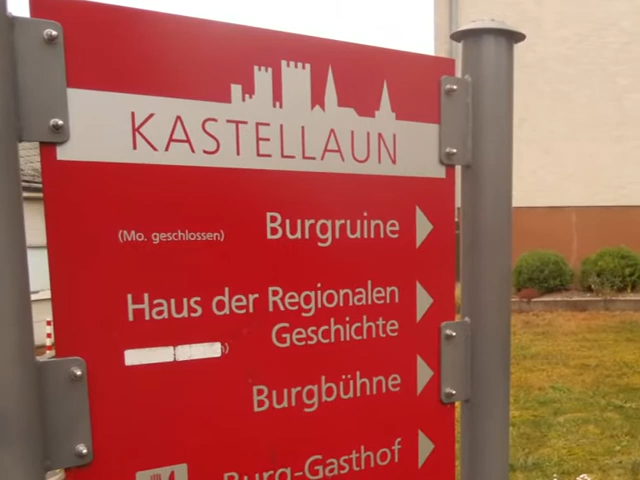 KASTELLAUN
(Mo. geschlossen) Burgruine
Haus der Regionalen
Geschichte
Burgbühne
Burg-Gasthof